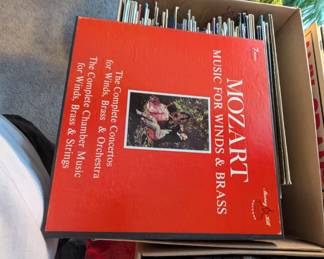 MOZART
MUSIC FOR WINDS & BRASS
The Complete Concertos
for Winds, Brass & Orchestra
The Complete Chamber Music
for Winds, Brass & Strings